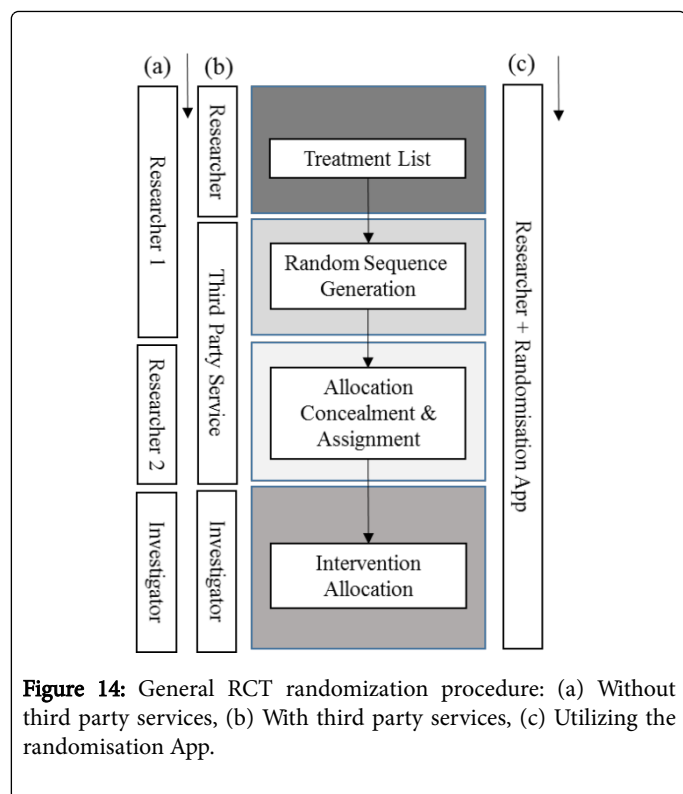 (a)
(b)
(c)
Researcher 1
Researcher 2
Investigator
Researcher
Third Party Service
Investigator
Treatment List
Random Sequence
Generation
Allocation
Concealment &
Assignment
Intervention
Allocation
Researcher + Randomisation App
Figure 14: General RCT randomization procedure: (a) Without
third party services, (b) With third party services, (c) Utilizing the
randomisation App.